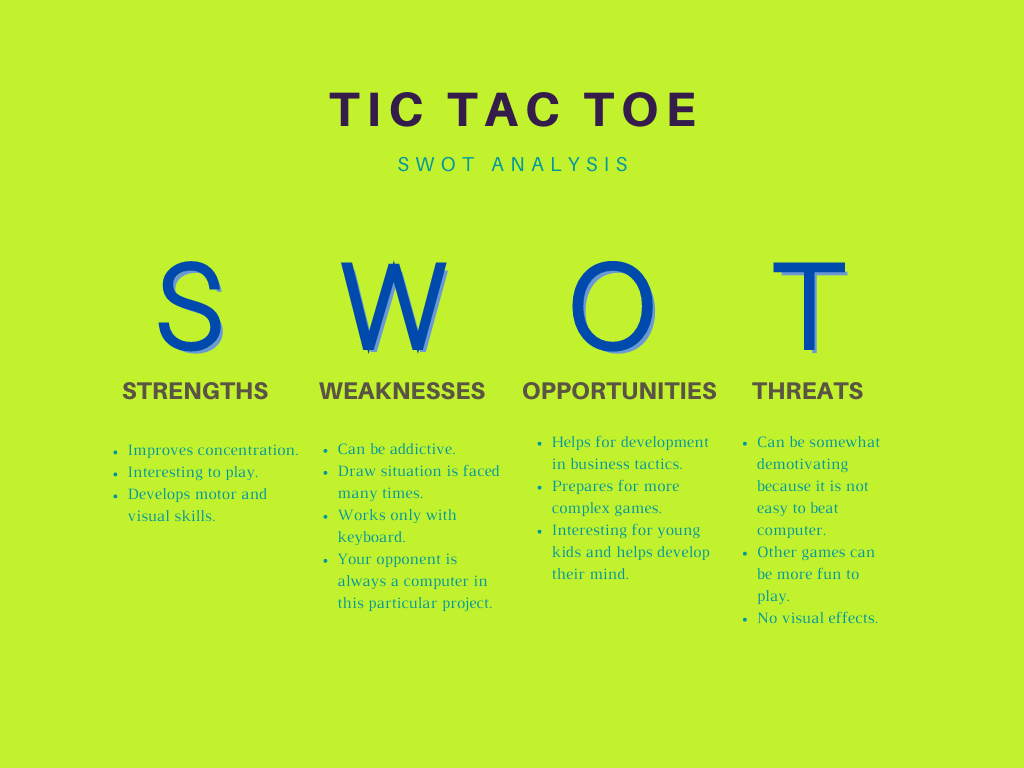 TIC TAC TOE
SWOT ANALYSIS
S
STRENGTHS
• Improves concentration.
• Interesting to play.
• Develops motor and
visual skills.
W
WEAKNESSES
• Can be addictive.
• Draw situation is faced
many times.
• Works only with
keyboard.
• Your opponent is
always a computer in
this particular project.
O
OPPORTUNITIES
• Helps for development
in business tactics.
• Prepares for more
complex games.
• Interesting for young
kids and helps develop
their mind.
T
THREATS
• Can be somewhat
demotivating
because it is not
easy to beat
computer.
• Other games can
be more fun to
play.
• No visual effects.